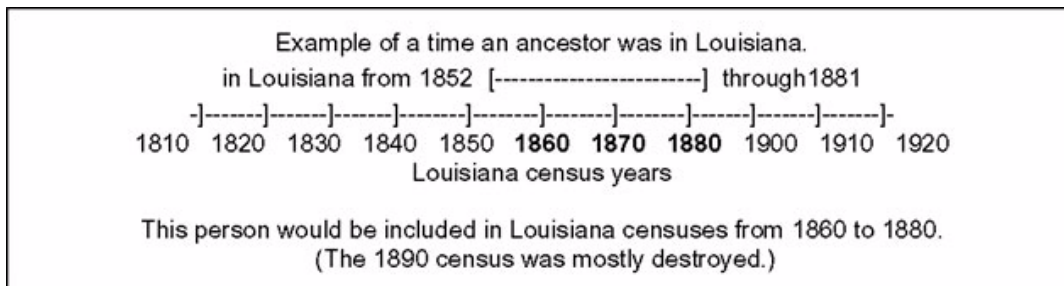 Example of a time an ancestor was in Louisiana.
in Louisiana from 1852 [--------------------------] through1881
-]-------]-------]-------]-------]-------]-------]-------]-------]-------]-------]-
1810 1820 1830 1840 1850 1860 1870 1880 1900 1910 1920
Louisiana census years
This person would be included in Louisiana censuses from 1860 to 1880.
(The 1890 census was mostly destroyed.)